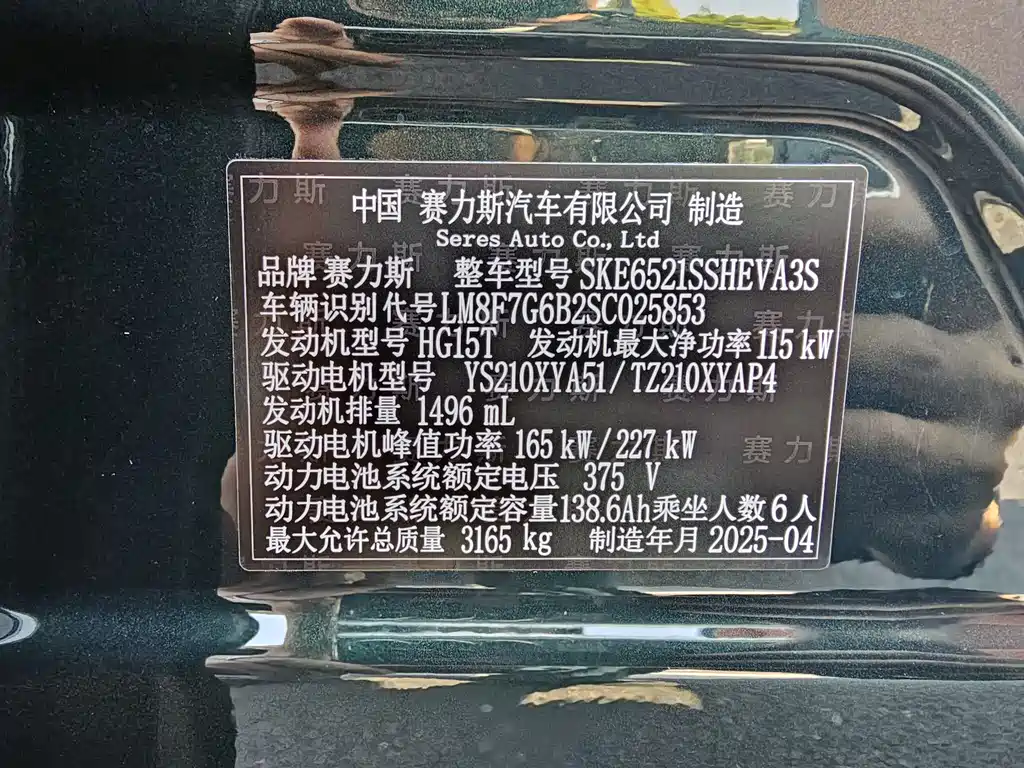 中国 赛力斯汽车有限公司 制造
Seres Auto Co., Ltd
品牌 赛力斯 整车型号 SKE6521SSHEVA3S
车辆识别代号 LM8F7G6B2SC025853
发动机型号 HG15T 发动机最大净功率 115 kW
驱动电机型号 YS210XYA51/TZ210XYAP4
发动机排量 1496 mL
驱动电机峰值功率 165 kW/227 kW
动力电池系统额定电压 375 V
动力电池系统额定容量 138.6Ah 乘坐人数 6人
最大允许总质量 3165 kg 制造年月 2025-04